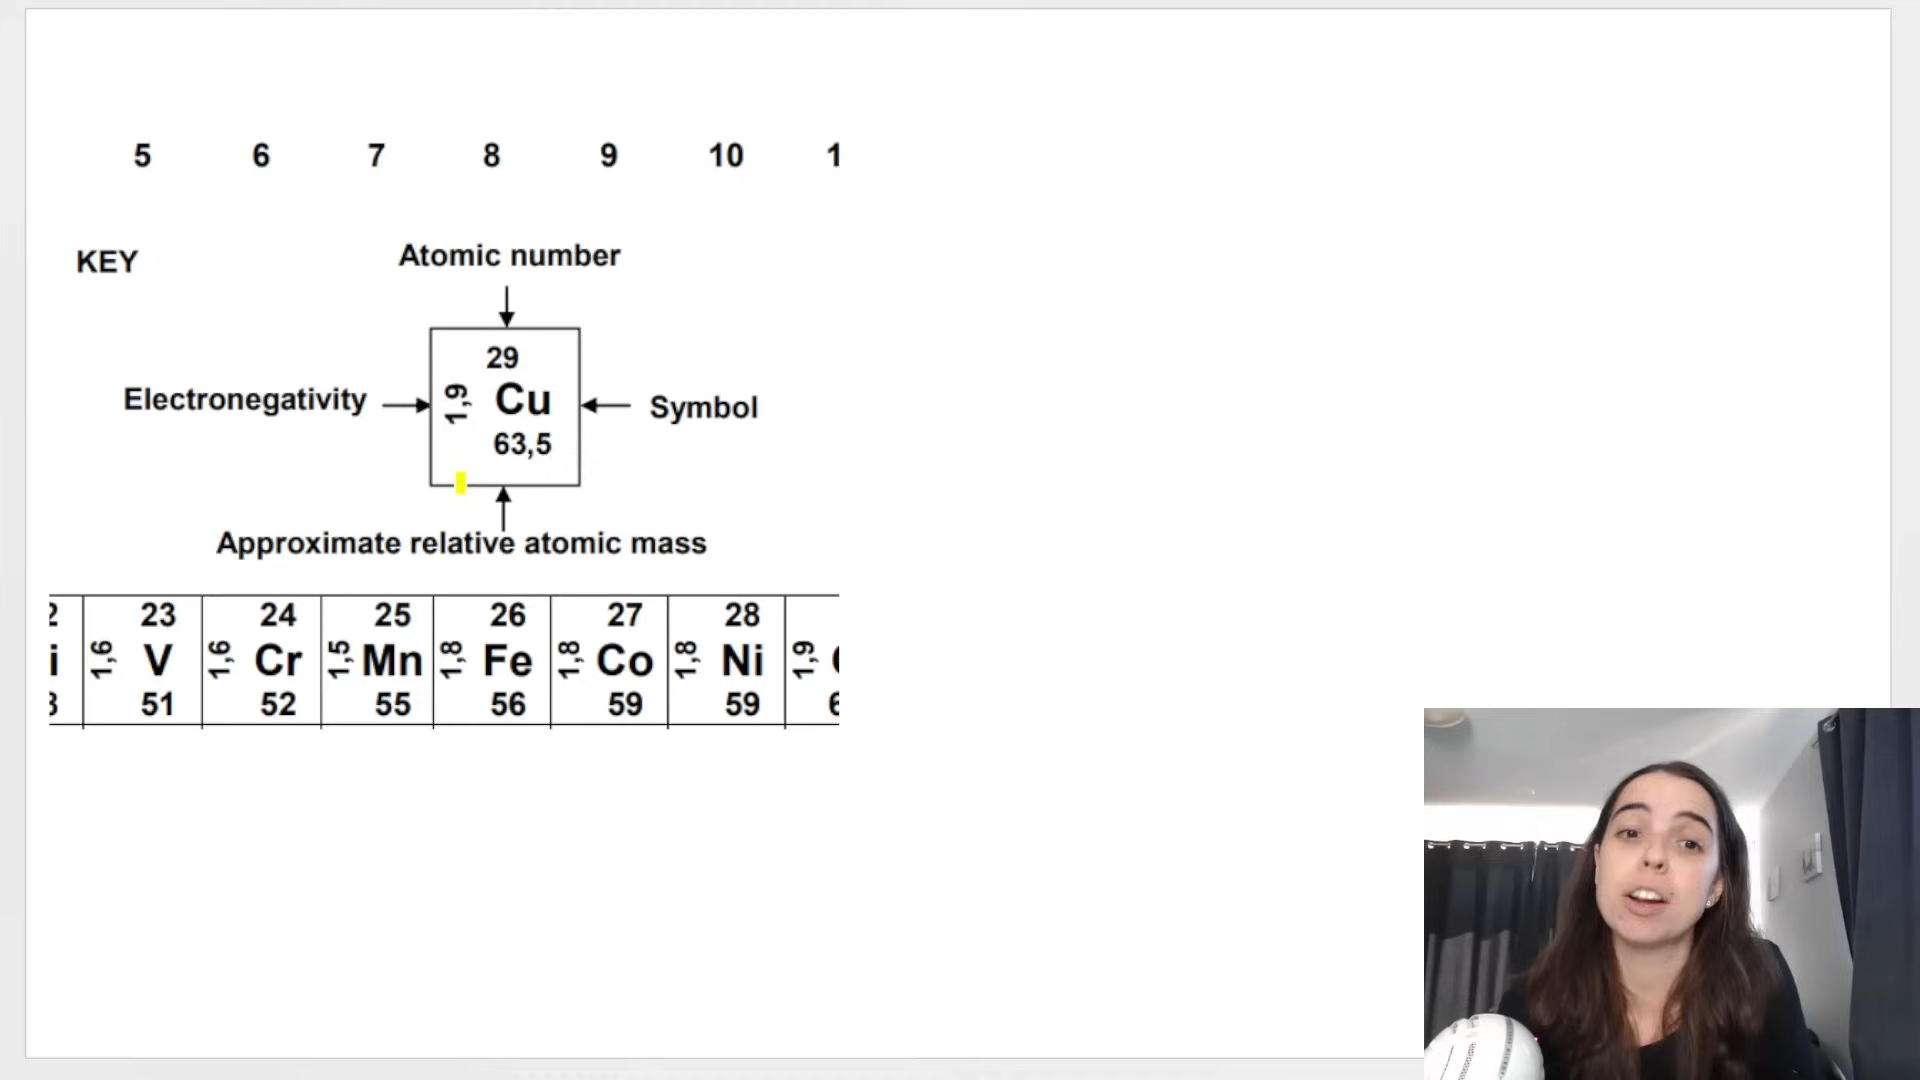 5 6 7 8 9 10 1
KEY
Atomic number
29
Electronegativity
1,9
Cu
Symbol
63,5
Approximate relative atomic mass
2 23 24 25 26 27 28
i 1,6 V 1,6 Cr 1,5 Mn 1,8 Fe 1,8 Co 1,8 Ni 1,9
51 52 55 56 59 59